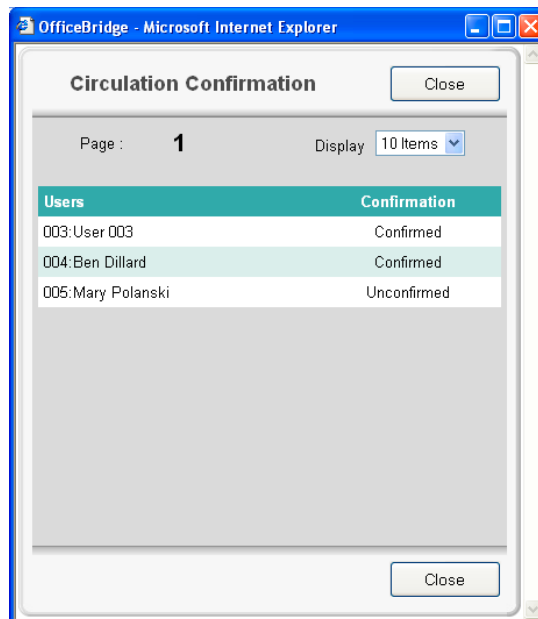 OfficeBridge - Microsoft Internet Explorer
Circulation Confirmation Close
Page : 1 Display 10 Items
Users Confirmation
003:User 003 Confirmed
004:Ben Dillard Confirmed
005:Mary Polanski Unconfirmed
Close